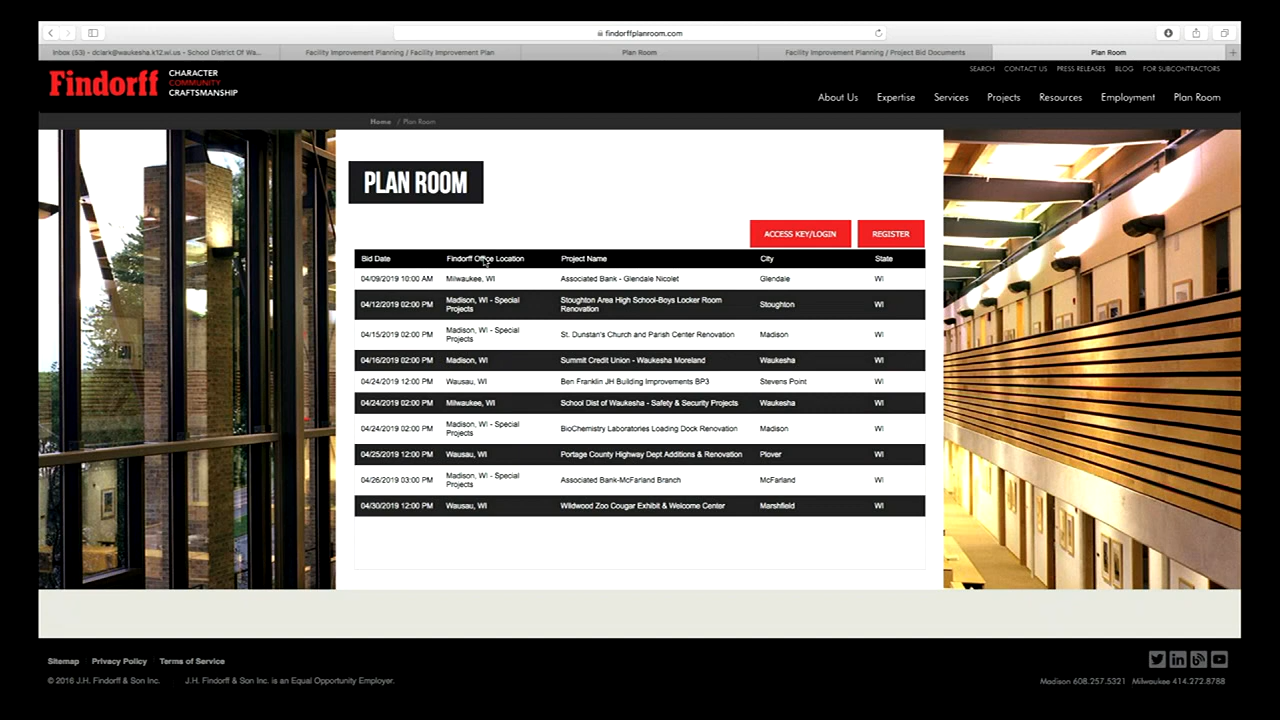 findorffplanroom.com
Inbox (53) - dclark@waukesha.k12.wi.us - School District Of Wa...
Facility Improvement Planning / Facility Improvement Plan
Plan Room
Facility Improvement Planning / Project Bid Documents
Plan Room
Findorff
CHARACTER
COMMUNITY
CRAFTSMANSHIP
SEARCH CONTACT US PRESS RELEASES BLOG FOR SUBCONTRACTORS
About Us Expertise Services Projects Resources Employment Plan Room
Home / Plan Room
PLAN ROOM
ACCESS KEY/LOGIN REGISTER
Bid Date Findorff Office Location Project Name City State
04/09/2019 10:00 AM Milwaukee, WI Associated Bank - Glendale Nicolet Glendale WI
04/12/2019 02:00 PM Madison, WI - Special Projects Stoughton Area High School-Boys Locker Room Renovation Stoughton WI
04/15/2019 02:00 PM Madison, WI - Special Projects St. Dunstan's Church and Parish Center Renovation Madison WI
04/16/2019 02:00 PM Madison, WI Summit Credit Union - Waukesha Moreland Waukesha WI
04/24/2019 12:00 PM Wausau, WI Ben Franklin JH Building Improvements BP3 Stevens Point WI
04/24/2019 02:00 PM Milwaukee, WI School Dist of Waukesha - Safety & Security Projects Waukesha WI
04/24/2019 02:00 PM Madison, WI - Special Projects BioChemistry Laboratories Loading Dock Renovation Madison WI
04/25/2019 12:00 PM Wausau, WI Portage County Highway Dept Additions & Renovation Plover WI
04/26/2019 03:00 PM Madison, WI - Special Projects Associated Bank-McFarland Branch McFarland WI
04/30/2019 12:00 PM Wausau, WI Wildwood Zoo Cougar Exhibit & Welcome Center Marshfield WI
Sitemap Privacy Policy Terms of Service
© 2016 J.H. Findorff & Son Inc. J.H. Findorff & Son Inc. is an Equal Opportunity Employer.
Madison 608.257.5321 Milwaukee 414.272.8788